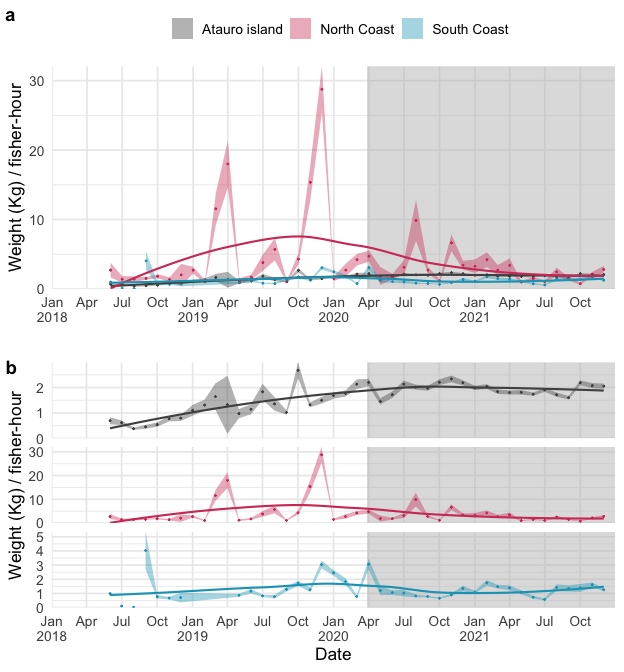 a
Atauro island North Coast South Coast
Weight (Kg) / fisher-hour
30
20
10
0
Jan Apr Jul Oct Jan Apr Jul Oct Jan Apr Jul Oct Jan Apr Jul Oct
2018 2019 2020 2021
b
Weight (Kg) / fisher-hour
2
1
0
30
20
10
0
5
4
3
2
1
0
Jan Apr Jul Oct Jan Apr Jul Oct Jan Apr Jul Oct Jan Apr Jul Oct
2018 2019 2020 2021
Date